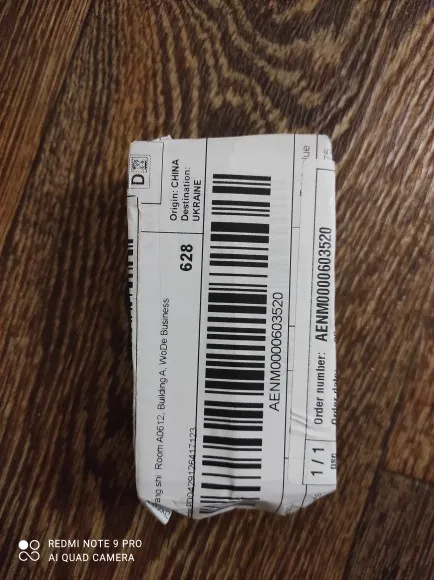 D
Origin: CHINA
Destination:
UKRAINE
628
Room A0612, Building A, WoDe Business
AENM0000603520
1 / 1 Order number: AENM0000603520
REDMI NOTE 9 PRO
AI QUAD CAMERA